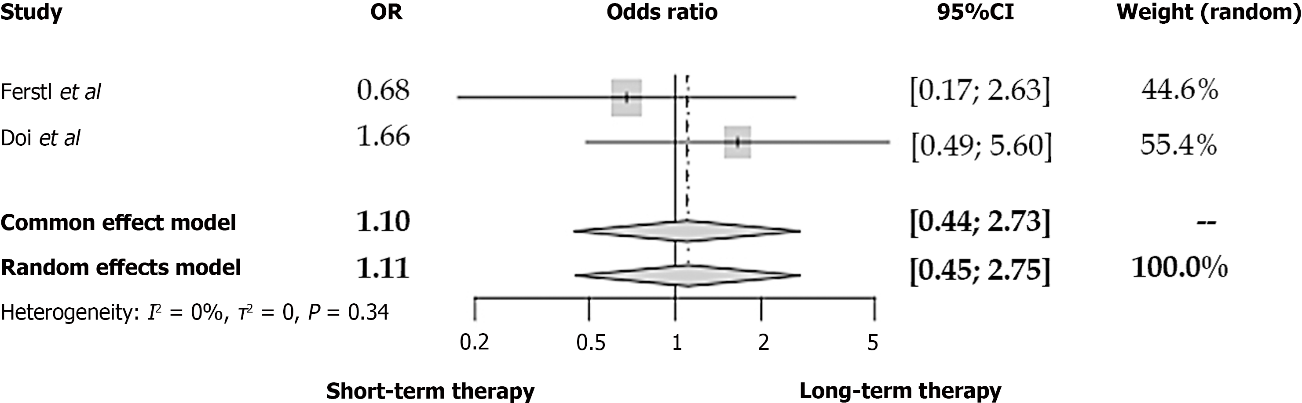 Study OR Odds ratio 95%CI Weight (random)
Ferstl et al 0.68 [0.17; 2.63] 44.6%
Doi et al 1.66 [0.49; 5.60] 55.4%
Common effect model 1.10 [0.44; 2.73] --
Random effects model 1.11 [0.45; 2.75] 100.0%
Heterogeneity: I² = 0%, τ² = 0, P = 0.34
0.2 0.5 1 2 5
Short-term therapy Long-term therapy